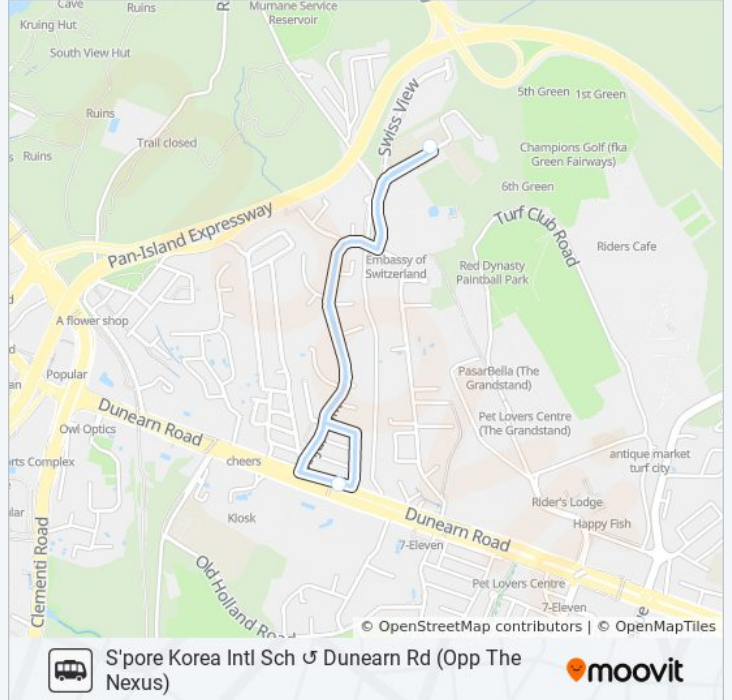 Cave
Kruing Hut
Ruins
Murnane Service
Reservoir
South View Hut
Ruins
Trail closed
Ruins
Swiss View
5th Green
1st Green
Champions Golf (fka
Green Fairways)
6th Green
Pan-Island Expressway
Turf Club Road
Riders Cafe
Embassy of
Switzerland
Red Dynasty
Paintball Park
A flower shop
Popular
PasarBella (The
Grandstand)
Dunearn Road
Owl Optics
Pet Lovers Centre
(The Grandstand)
rts Complex
cheers
antique market
turf city
Kiosk
Rider's Lodge
Happy Fish
Dunearn Road
7-Eleven
Clementi Road
Old Holland Road
Pet Lovers Centre
7-Eleven
© OpenStreetMap contributors | © OpenMapTiles
S'pore Korea Intl Sch ↺ Dunearn Rd (Opp The
Nexus)
moovit